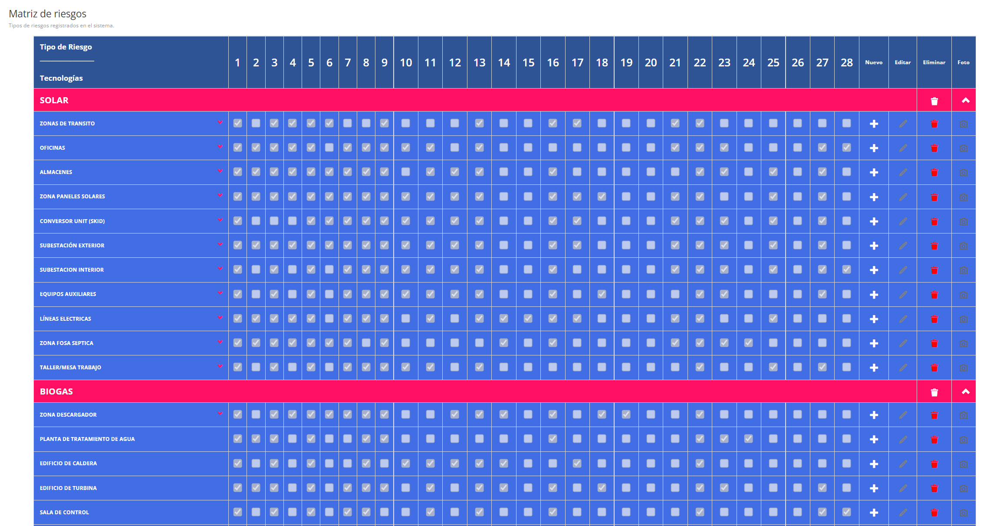 Matriz de riesgos
Tipos de riesgos registrados en el sistema.
Tipo de Riesgo
Tecnologías
1 2 3 4 5 6 7 8 9 10 11 12 13 14 15 16 17 18 19 20 21 22 23 24 25 26 27 28 Nuevo Editar Eliminar Foto
SOLAR
ZONAS DE TRANSITO
OFICINAS
ALMACENES
ZONA PANELES SOLARES
CONVERSOR UNIT (SKID)
SUBESTACIÓN EXTERIOR
SUBESTACION INTERIOR
EQUIPOS AUXILIARES
LÍNEAS ELECTRICAS
ZONA FOSA SEPTICA
TALLER/MESA TRABAJO
BIOGAS
ZONA DESCARGADOR
PLANTA DE TRATAMIENTO DE AGUA
EDIFICIO DE CALDERA
EDIFICIO DE TURBINA
SALA DE CONTROL